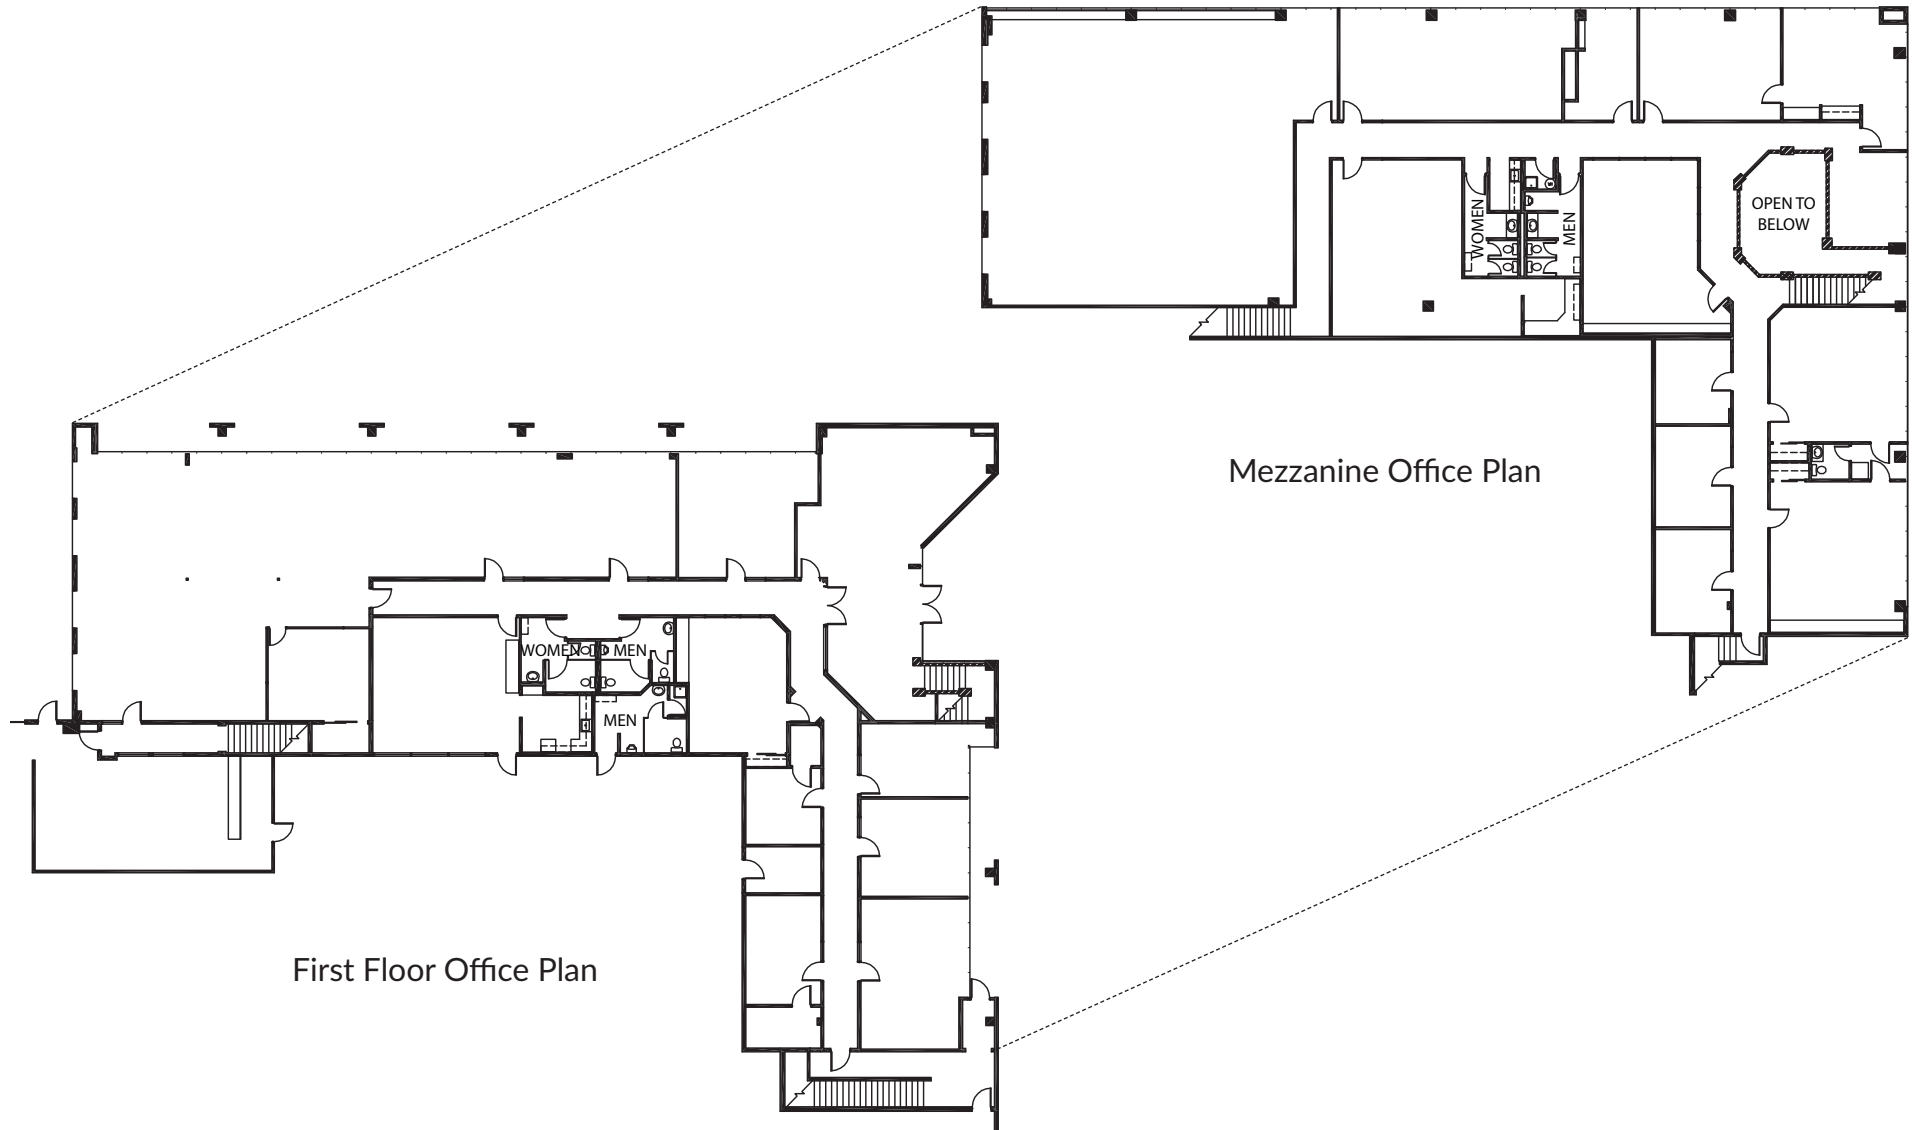 WOMEN
MEN
OPEN TO
BELOW
Mezzanine Office Plan
WOMEN
MEN
MEN
First Floor Office Plan